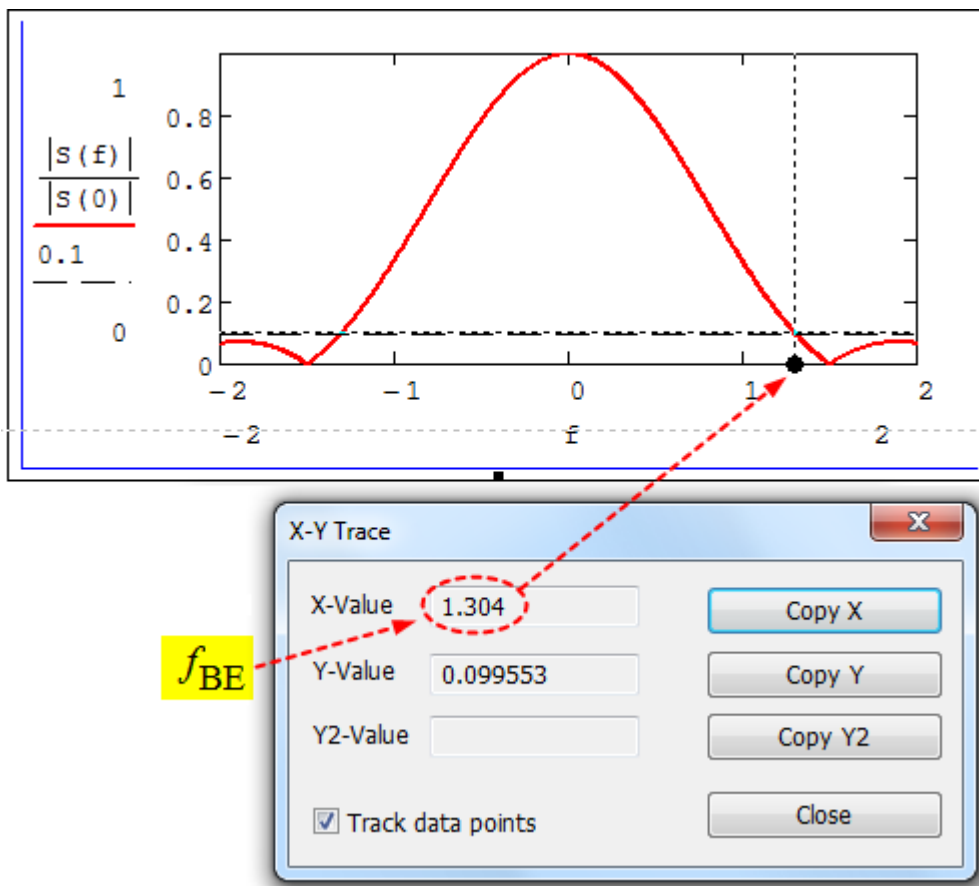 1
|S(f)|
|S(0)|
0.1
0
0.8
0.6
0.4
0.2
0
−2 −1 0 1 2
−2 f 2
X-Y Trace
X-Value 1.304 Copy X
f_BE
Y-Value 0.099553 Copy Y
Y2-Value Copy Y2
Track data points Close